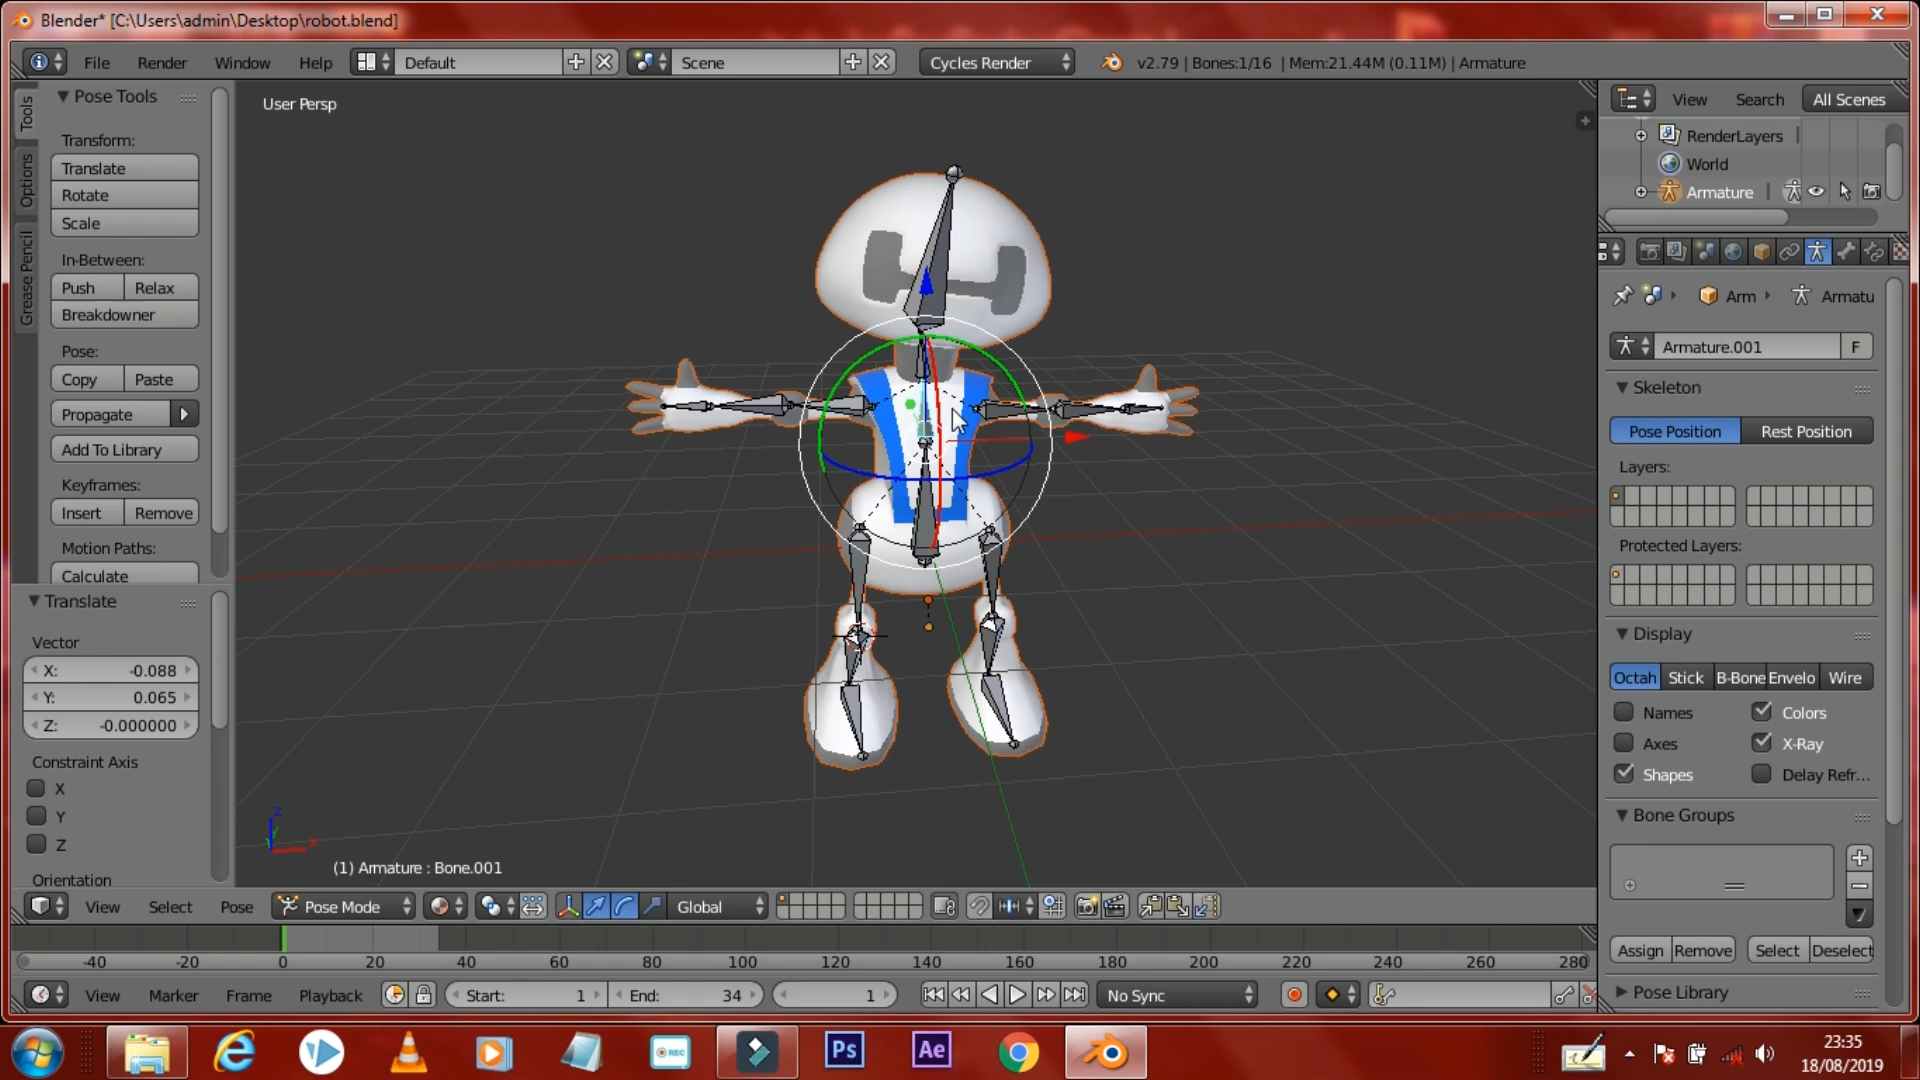 Blender* [C:\Users\admin\Desktop\robot.blend]
File Render Window Help Default Scene Cycles Render v2.79 | Bones:1/16 | Mem:21.44M (0.11M) | Armature
Tools
Options
Grease Pencil
Pose Tools
Transform:
Translate
Rotate
Scale
In-Between:
Push Relax
Breakdowner
Pose:
Copy Paste
Propagate
Add To Library
Keyframes:
Insert Remove
Motion Paths:
Calculate
Translate
Vector
X: -0.088
Y: 0.065
Z: -0.000000
Constraint Axis
X
Y
Z
Orientation
User Persp
z
y
x
(1) Armature : Bone.001
View Select Pose Pose Mode Global
-40 -20 0 20 40 60 80 100 120 140 160 180 200 220 240 260 280
View Marker Frame Playback Start: 1 End: 34 1 No Sync
View Search All Scenes
RenderLayers
World
Armature
Arm Armatu
Armature.001 F
Skeleton
Pose Position Rest Position
Layers:
Protected Layers:
Display
Octah Stick B-Bone Envelo Wire
Names Colors
Axes X-Ray
Shapes Delay Refr...
Bone Groups
Assign Remove Select Deselect
Pose Library
REC
Ps
Ae
23:35
18/08/2019